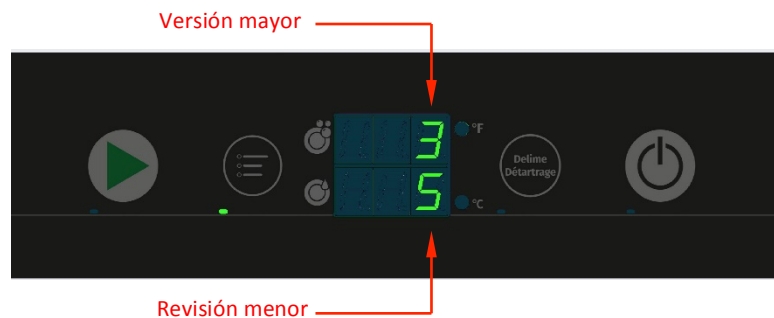 Versión mayor
3
°F
Delime
Détartrage
5
°C
Revisión menor